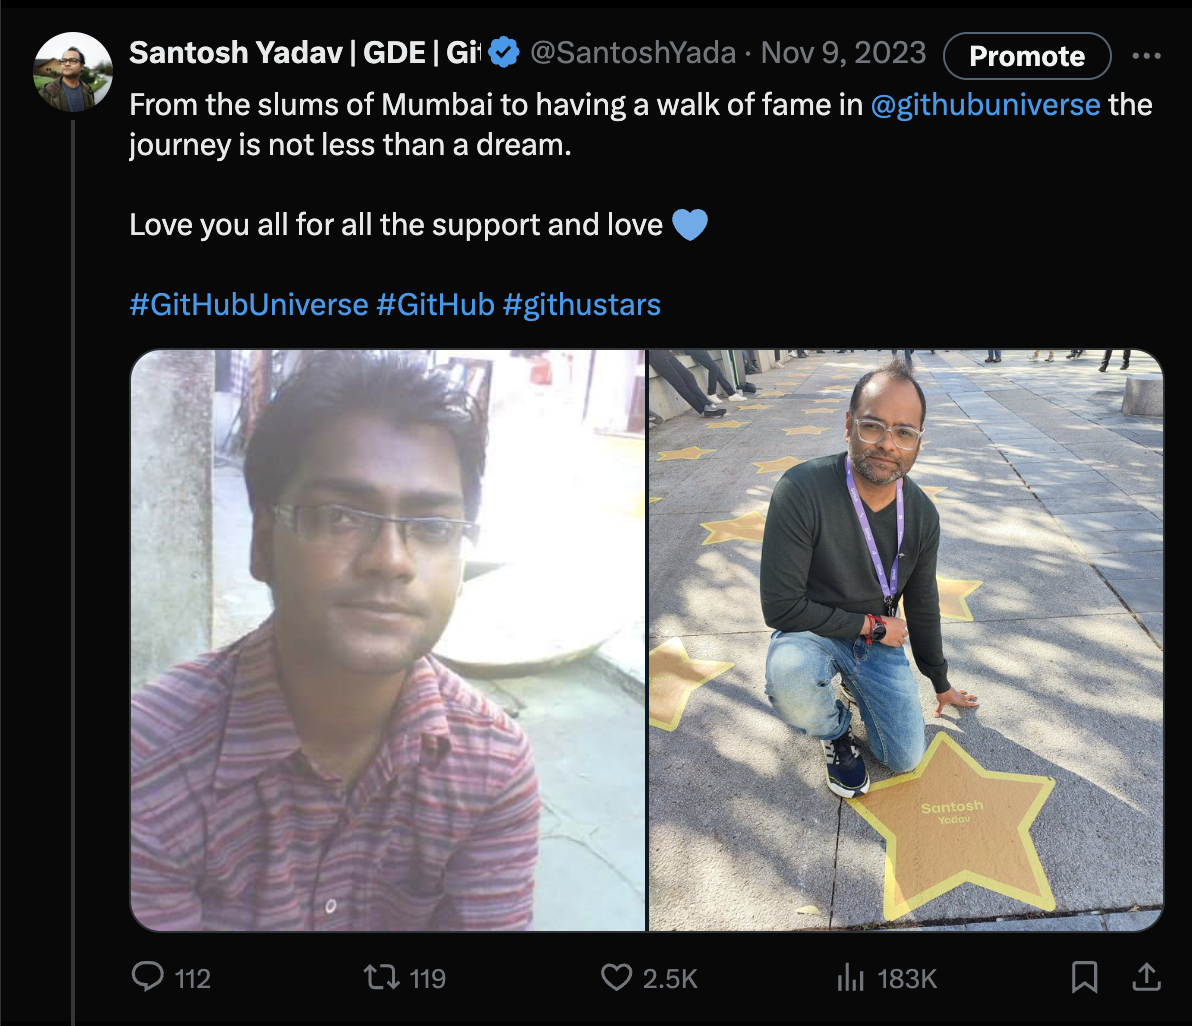 Santosh Yadav | GDE | Git @SantoshYada · Nov 9, 2023 Promote
From the slums of Mumbai to having a walk of fame in @githubuniverse the
journey is not less than a dream.
Love you all for all the support and love 💙
#GitHubUniverse #GitHub #githustars
Santosh
Yadav
112 119 2.5K 183K